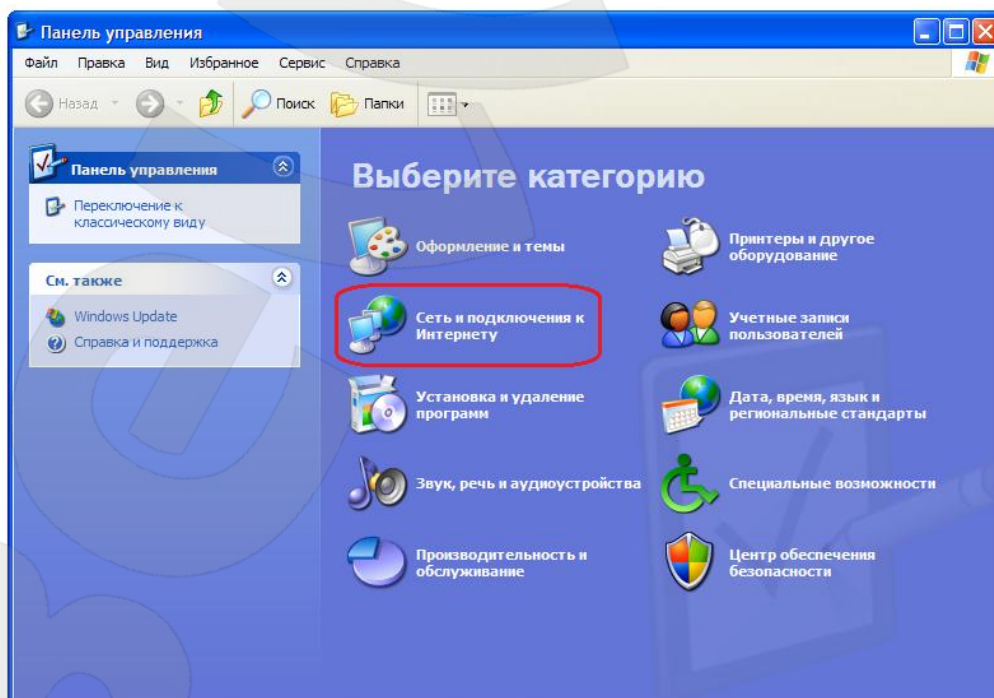 Панель управления
Файл Правка Вид Избранное Сервис Справка
Назад Поиск Папки
Панель управления
Переключение к
классическому виду
См. также
Windows Update
Справка и поддержка
Выберите категорию
Оформление и темы
Принтеры и другое
оборудование
Сеть и подключения к
Интернету
Учетные записи
пользователей
Установка и удаление
программ
Дата, время, язык и
региональные стандарты
Звук, речь и аудиоустройства
Специальные возможности
Производительность и
обслуживание
Центр обеспечения
безопасности